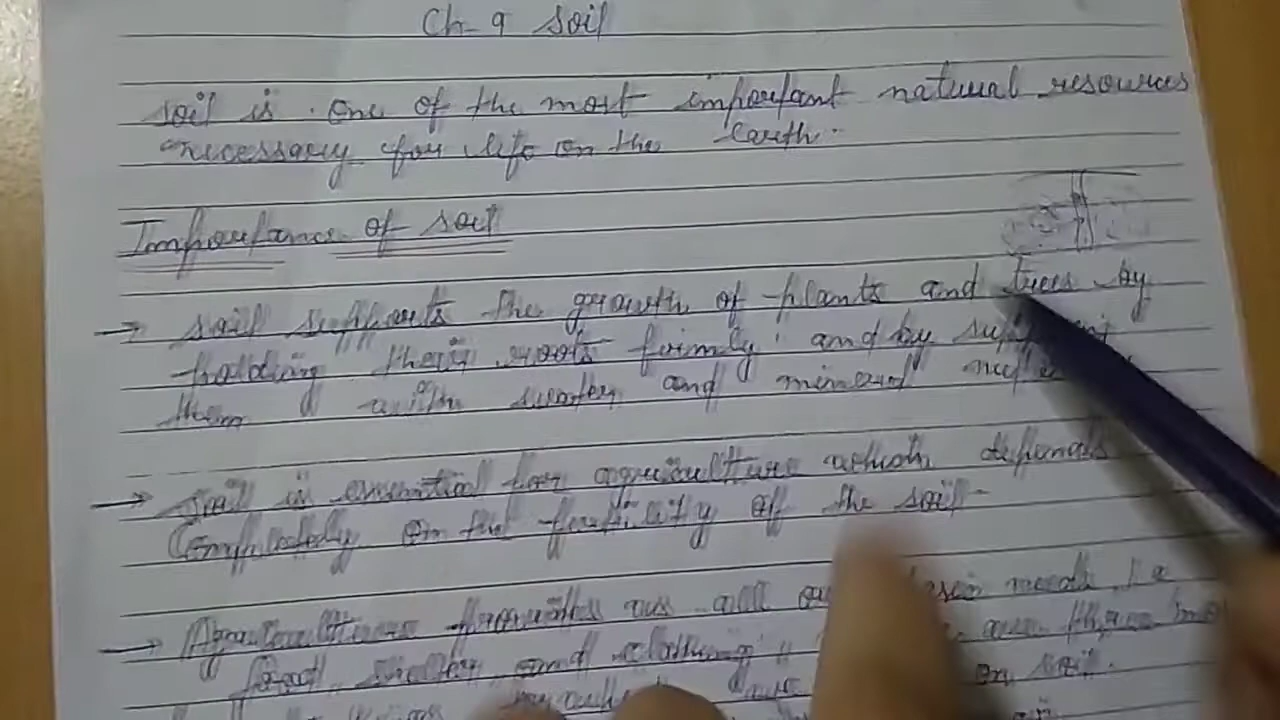 Ch-9 Soil
Soil is one of the most important natural resources
necessary for life on the Earth.
Importance of soil
→ Soil supports the growth of plants and trees by
holding their roots firmly and by
them with water and mineral
→ Soil is essential for agriculture which depends
Completely on the fertility of the soil.
→ Agriculture provides us all needs i.e
food, shelter and clothing
on soil.